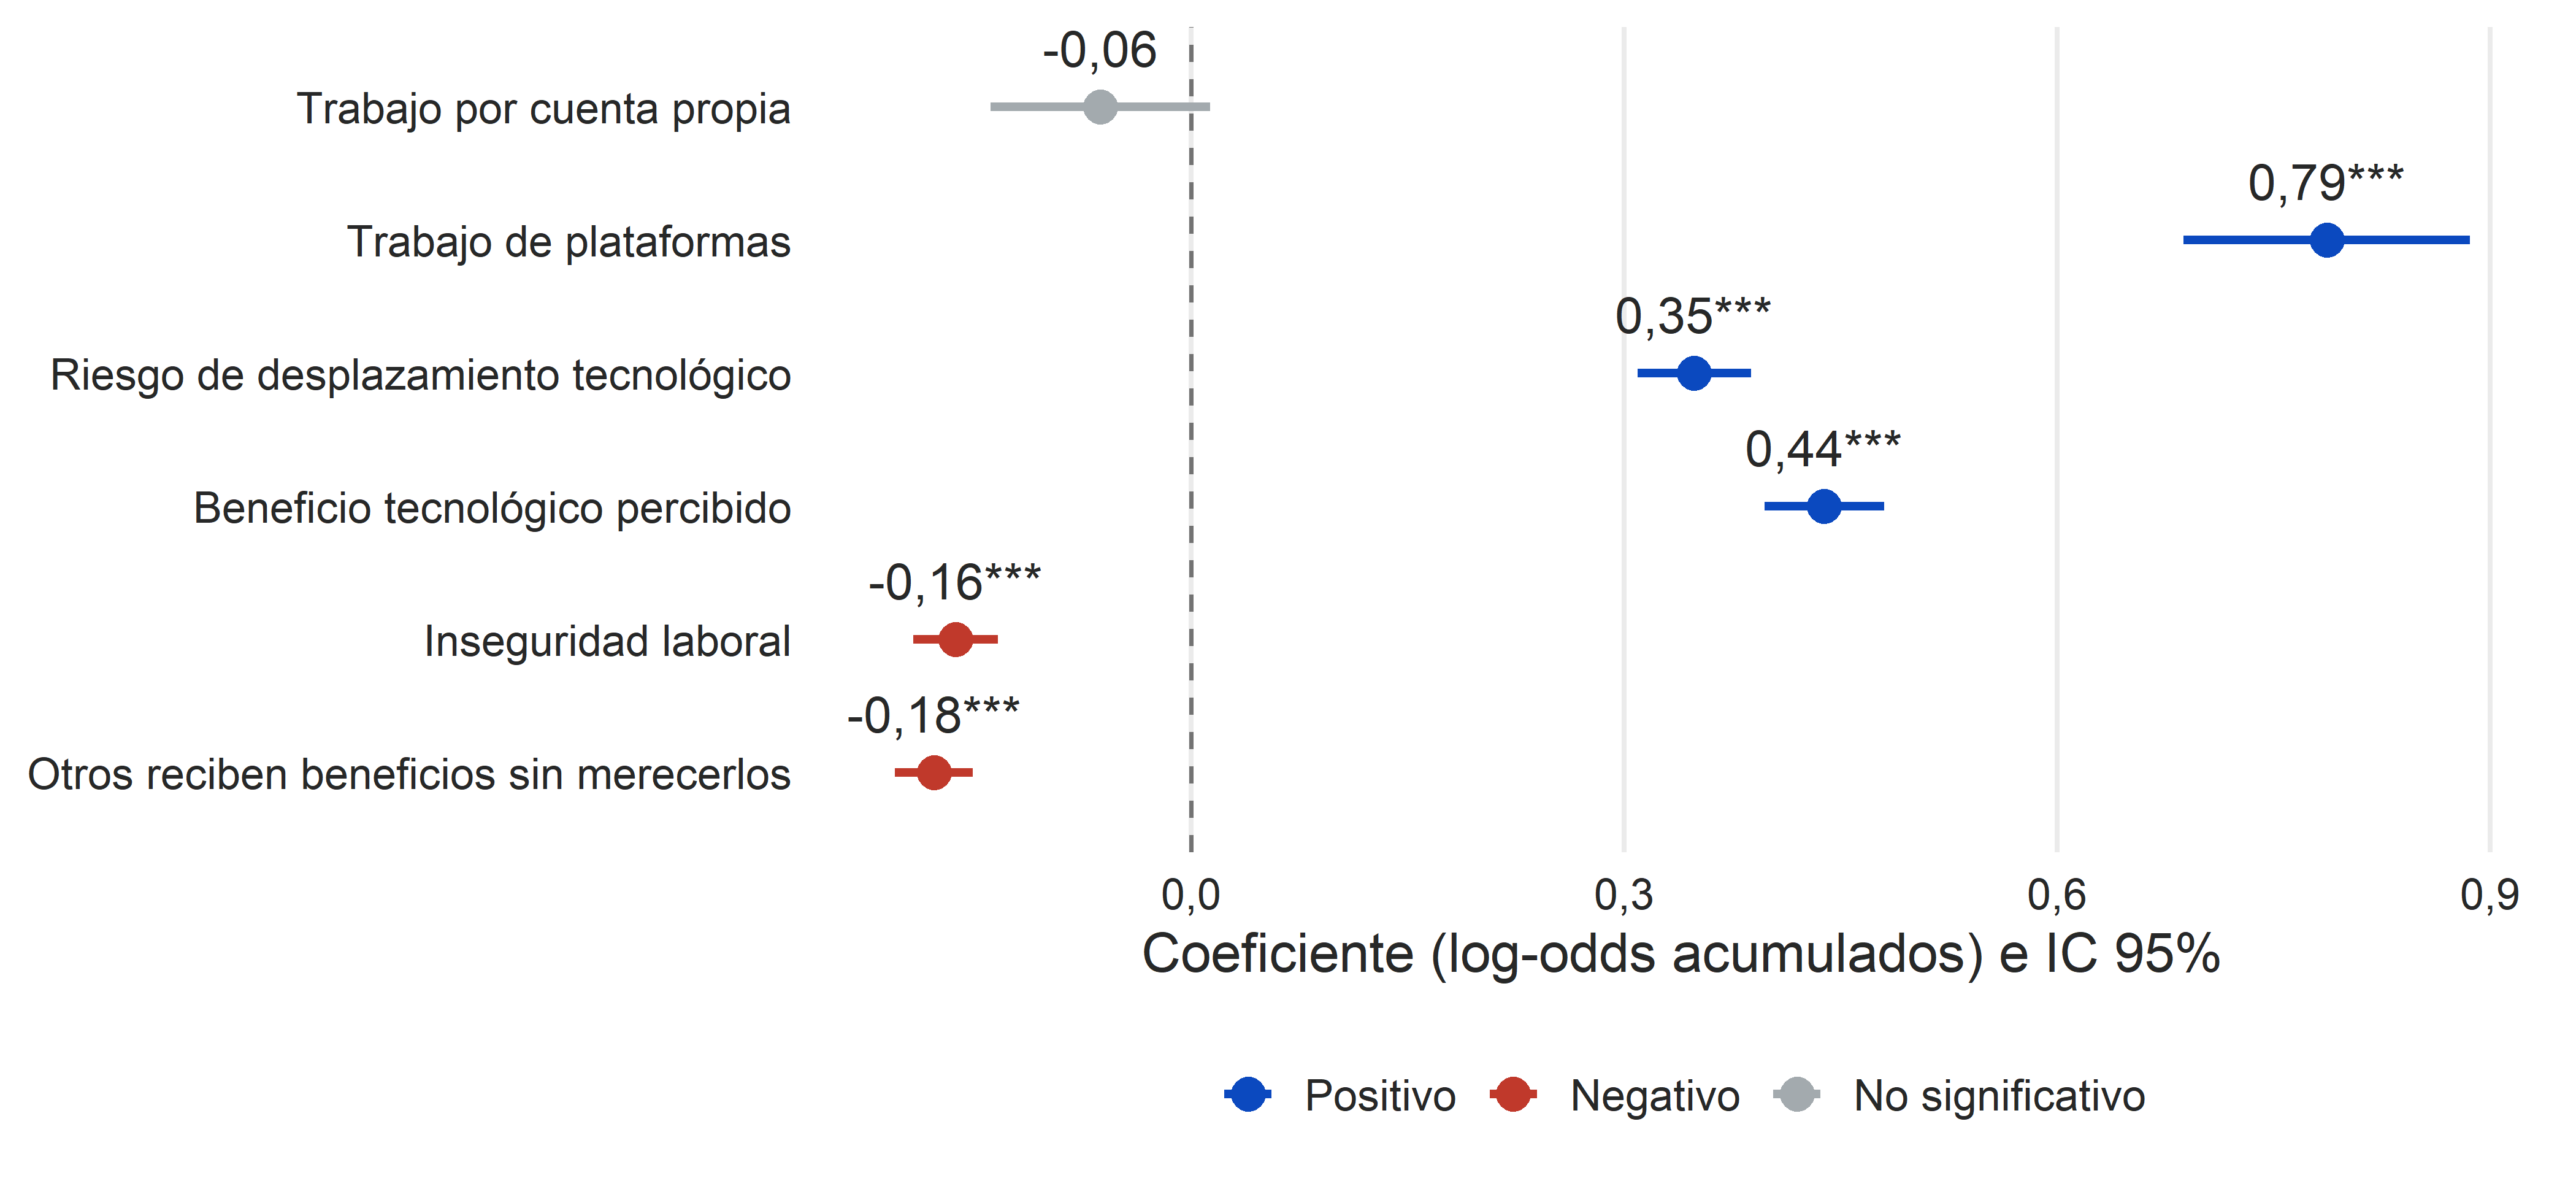 -0,06
Trabajo por cuenta propia
0,79***
Trabajo de plataformas
0,35***
Riesgo de desplazamiento tecnológico
0,44***
Beneficio tecnológico percibido
-0,16***
Inseguridad laboral
-0,18***
Otros reciben beneficios sin merecerlos
0,0 0,3 0,6 0,9
Coeficiente (log-odds acumulados) e IC 95%
Positivo Negativo No significativo